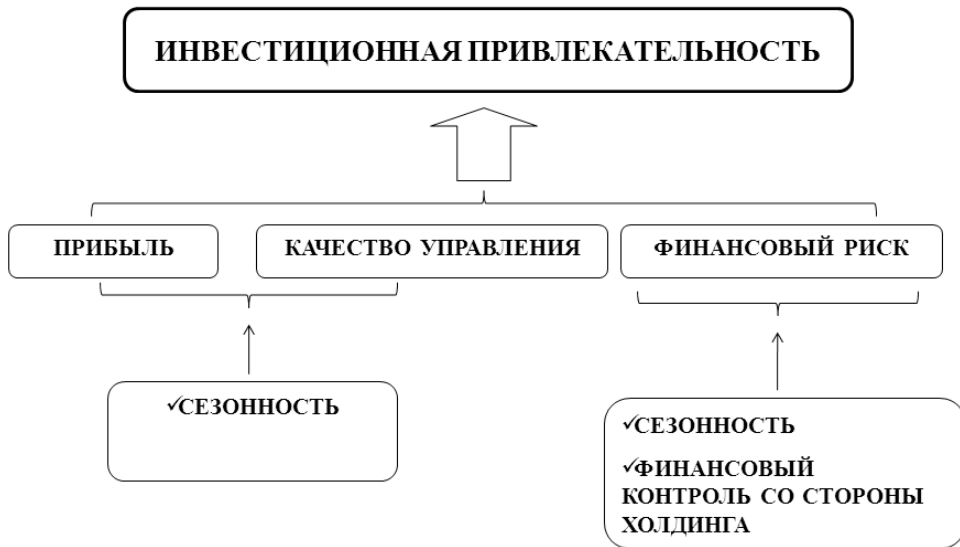 ИНВЕСТИЦИОННАЯ ПРИВЛЕКАТЕЛЬНОСТЬ
ПРИБЫЛЬ
КАЧЕСТВО УПРАВЛЕНИЯ
ФИНАНСОВЫЙ РИСК
✓СЕЗОННОСТЬ
✓СЕЗОННОСТЬ
✓ФИНАНСОВЫЙ
КОНТРОЛЬ СО СТОРОНЫ
ХОЛДИНГА